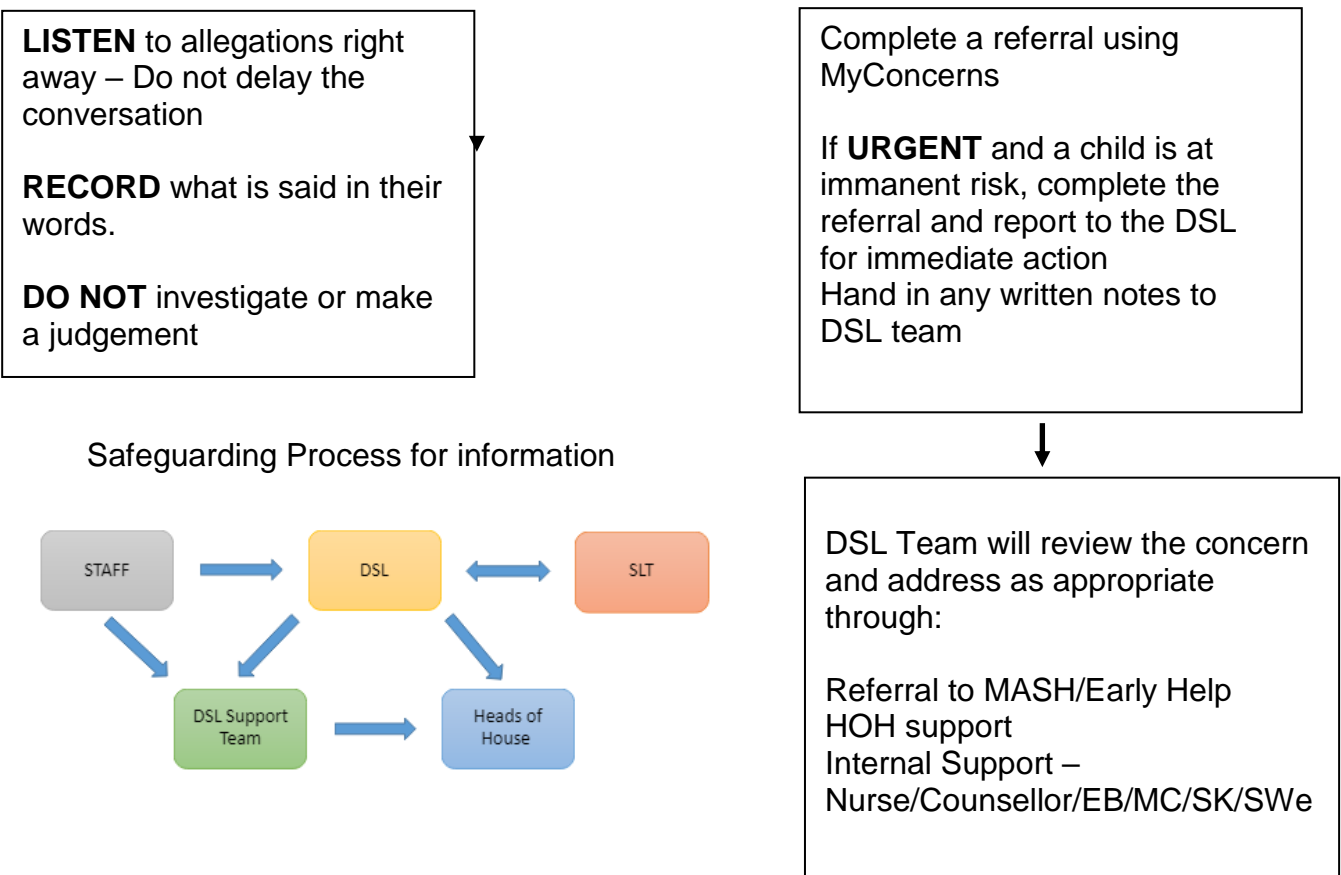 LISTEN to allegations right
away – Do not delay the
conversation
RECORD what is said in their
words.
DO NOT investigate or make
a judgement
Complete a referral using
MyConcerns
If URGENT and a child is at
immanent risk, complete the
referral and report to the DSL
for immediate action
Hand in any written notes to
DSL team
Safeguarding Process for information
STAFF
DSL
SLT
DSL Support
Team
Heads of
House
DSL Team will review the concern
and address as appropriate
through:
Referral to MASH/Early Help
HOH support
Internal Support –
Nurse/Counsellor/EB/MC/SK/SWe